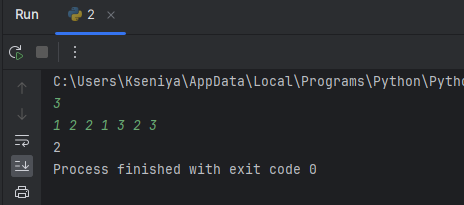 Run 2
C:\Users\Kseniya\AppData\Local\Programs\Python\Pytho
3
1 2 2 1 3 2 3
2
Process finished with exit code 0